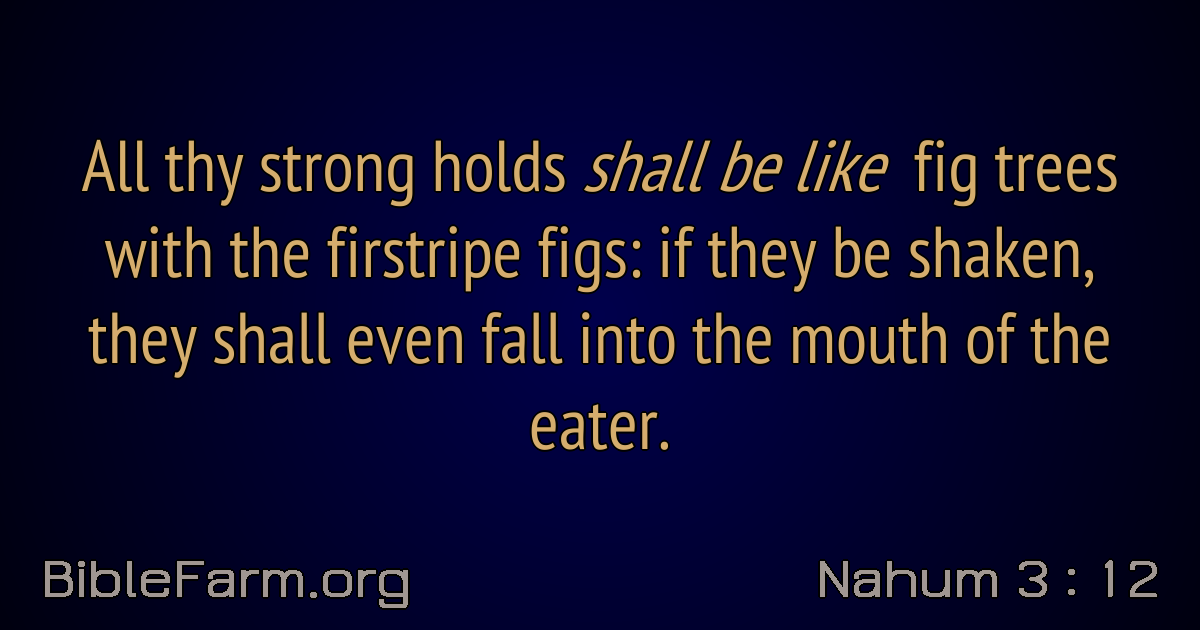 All thy strong holds shall be like fig trees
with the firstripe figs: if they be shaken,
they shall even fall into the mouth of the
eater.
BibleFarm.org
Nahum 3 : 12